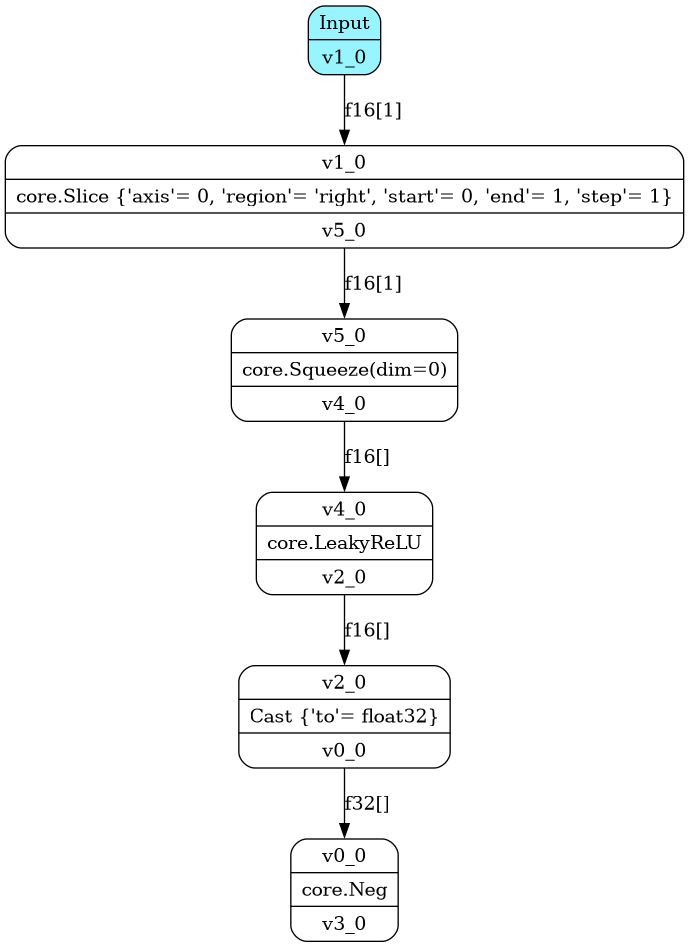 Input
v1_0
f16[1]
v1_0
core.Slice {'axis'= 0, 'region'= 'right', 'start'= 0, 'end'= 1, 'step'= 1}
v5_0
f16[1]
v5_0
core.Squeeze(dim=0)
v4_0
f16[]
v4_0
core.LeakyReLU
v2_0
f16[]
v2_0
Cast {'to'= float32}
v0_0
f32[]
v0_0
core.Neg
v3_0